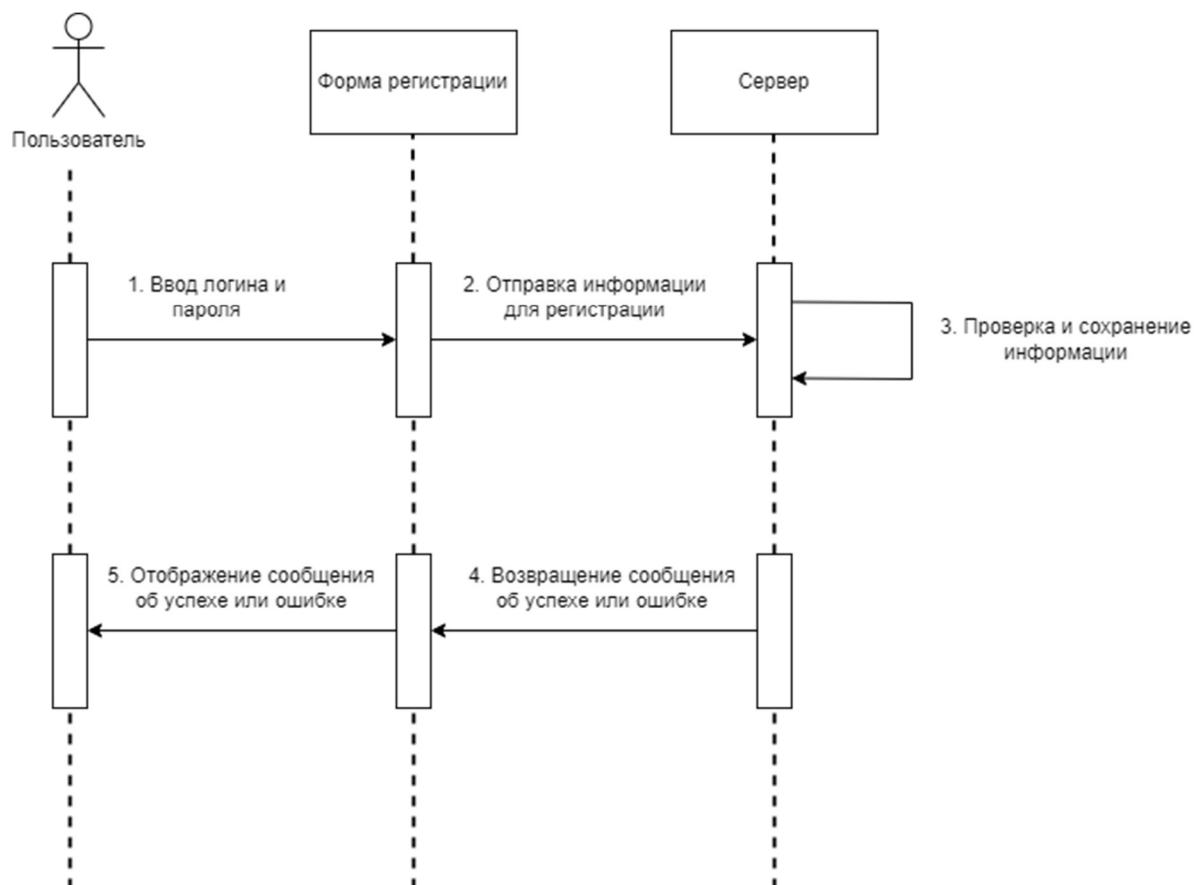 Пользователь
Форма регистрации
Сервер
1. Ввод логина и
пароля
2. Отправка информации
для регистрации
3. Проверка и сохранение
информации
5. Отображение сообщения
об успехе или ошибке
4. Возвращение сообщения
об успехе или ошибке